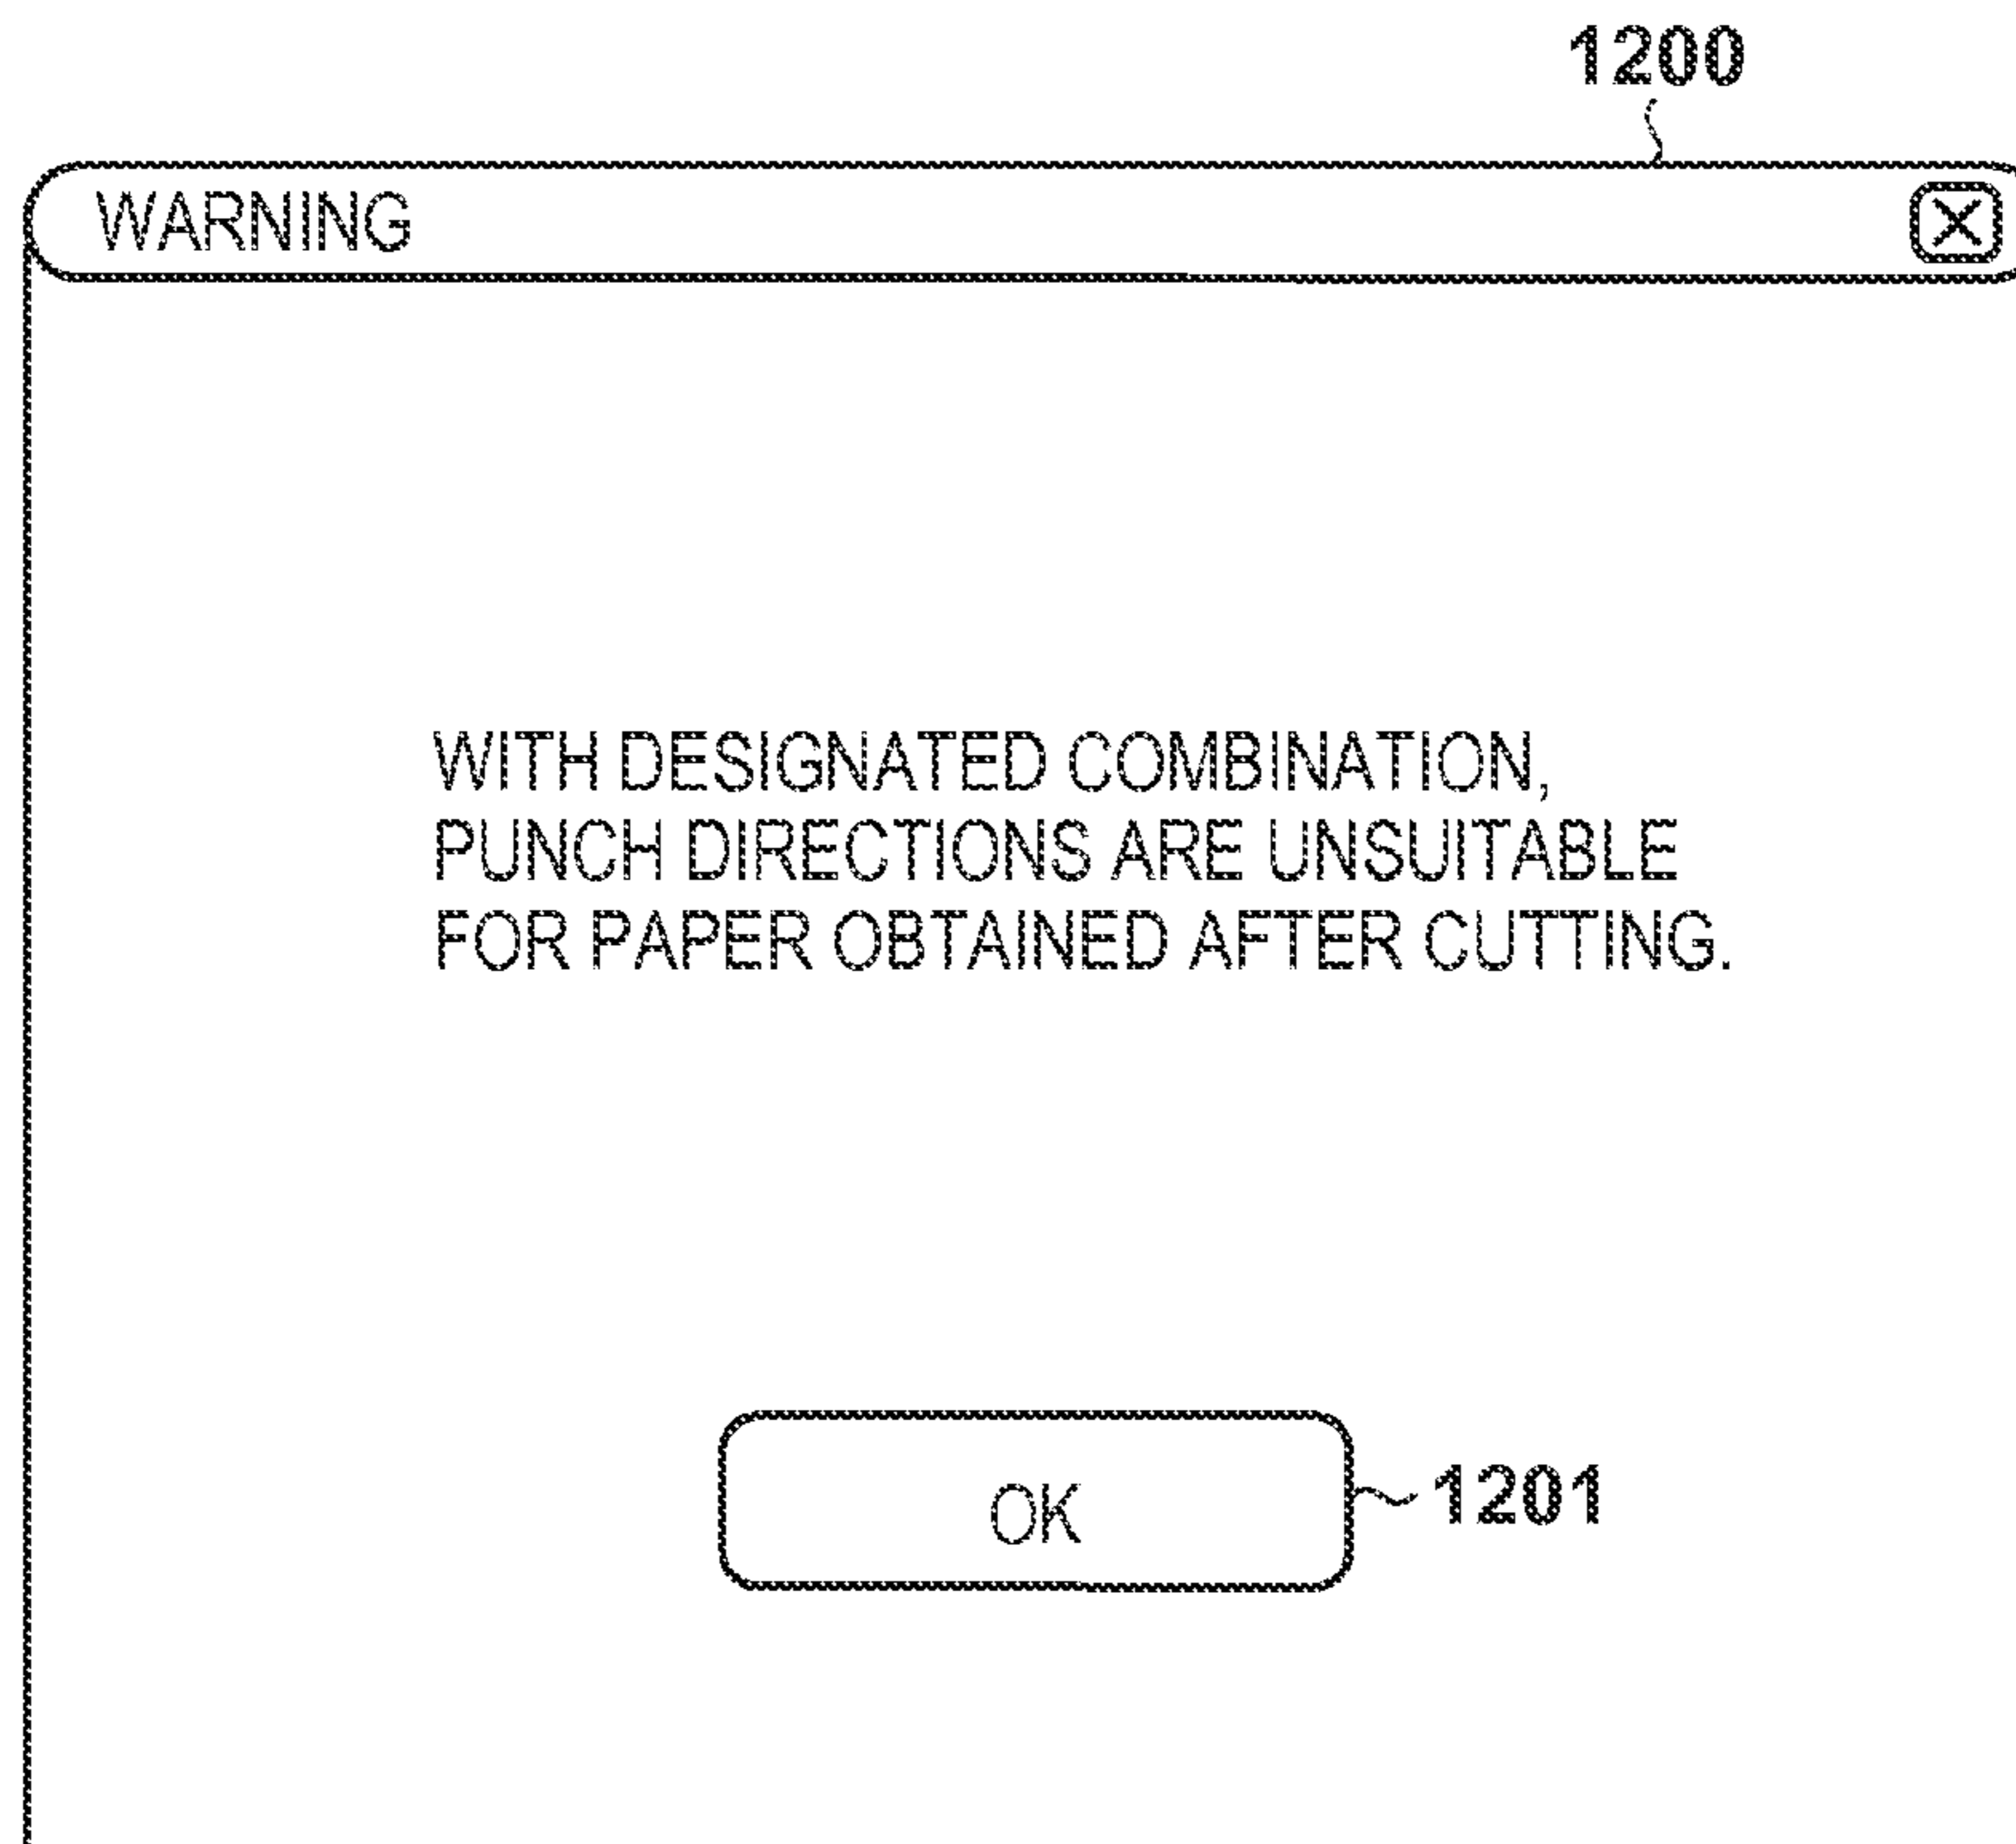 1200
WARNING
WITH DESIGNATED COMBINATION,
PUNCH DIRECTIONS ARE UNSUITABLE
FOR PAPER OBTAINED AFTER CUTTING.
OK
1201